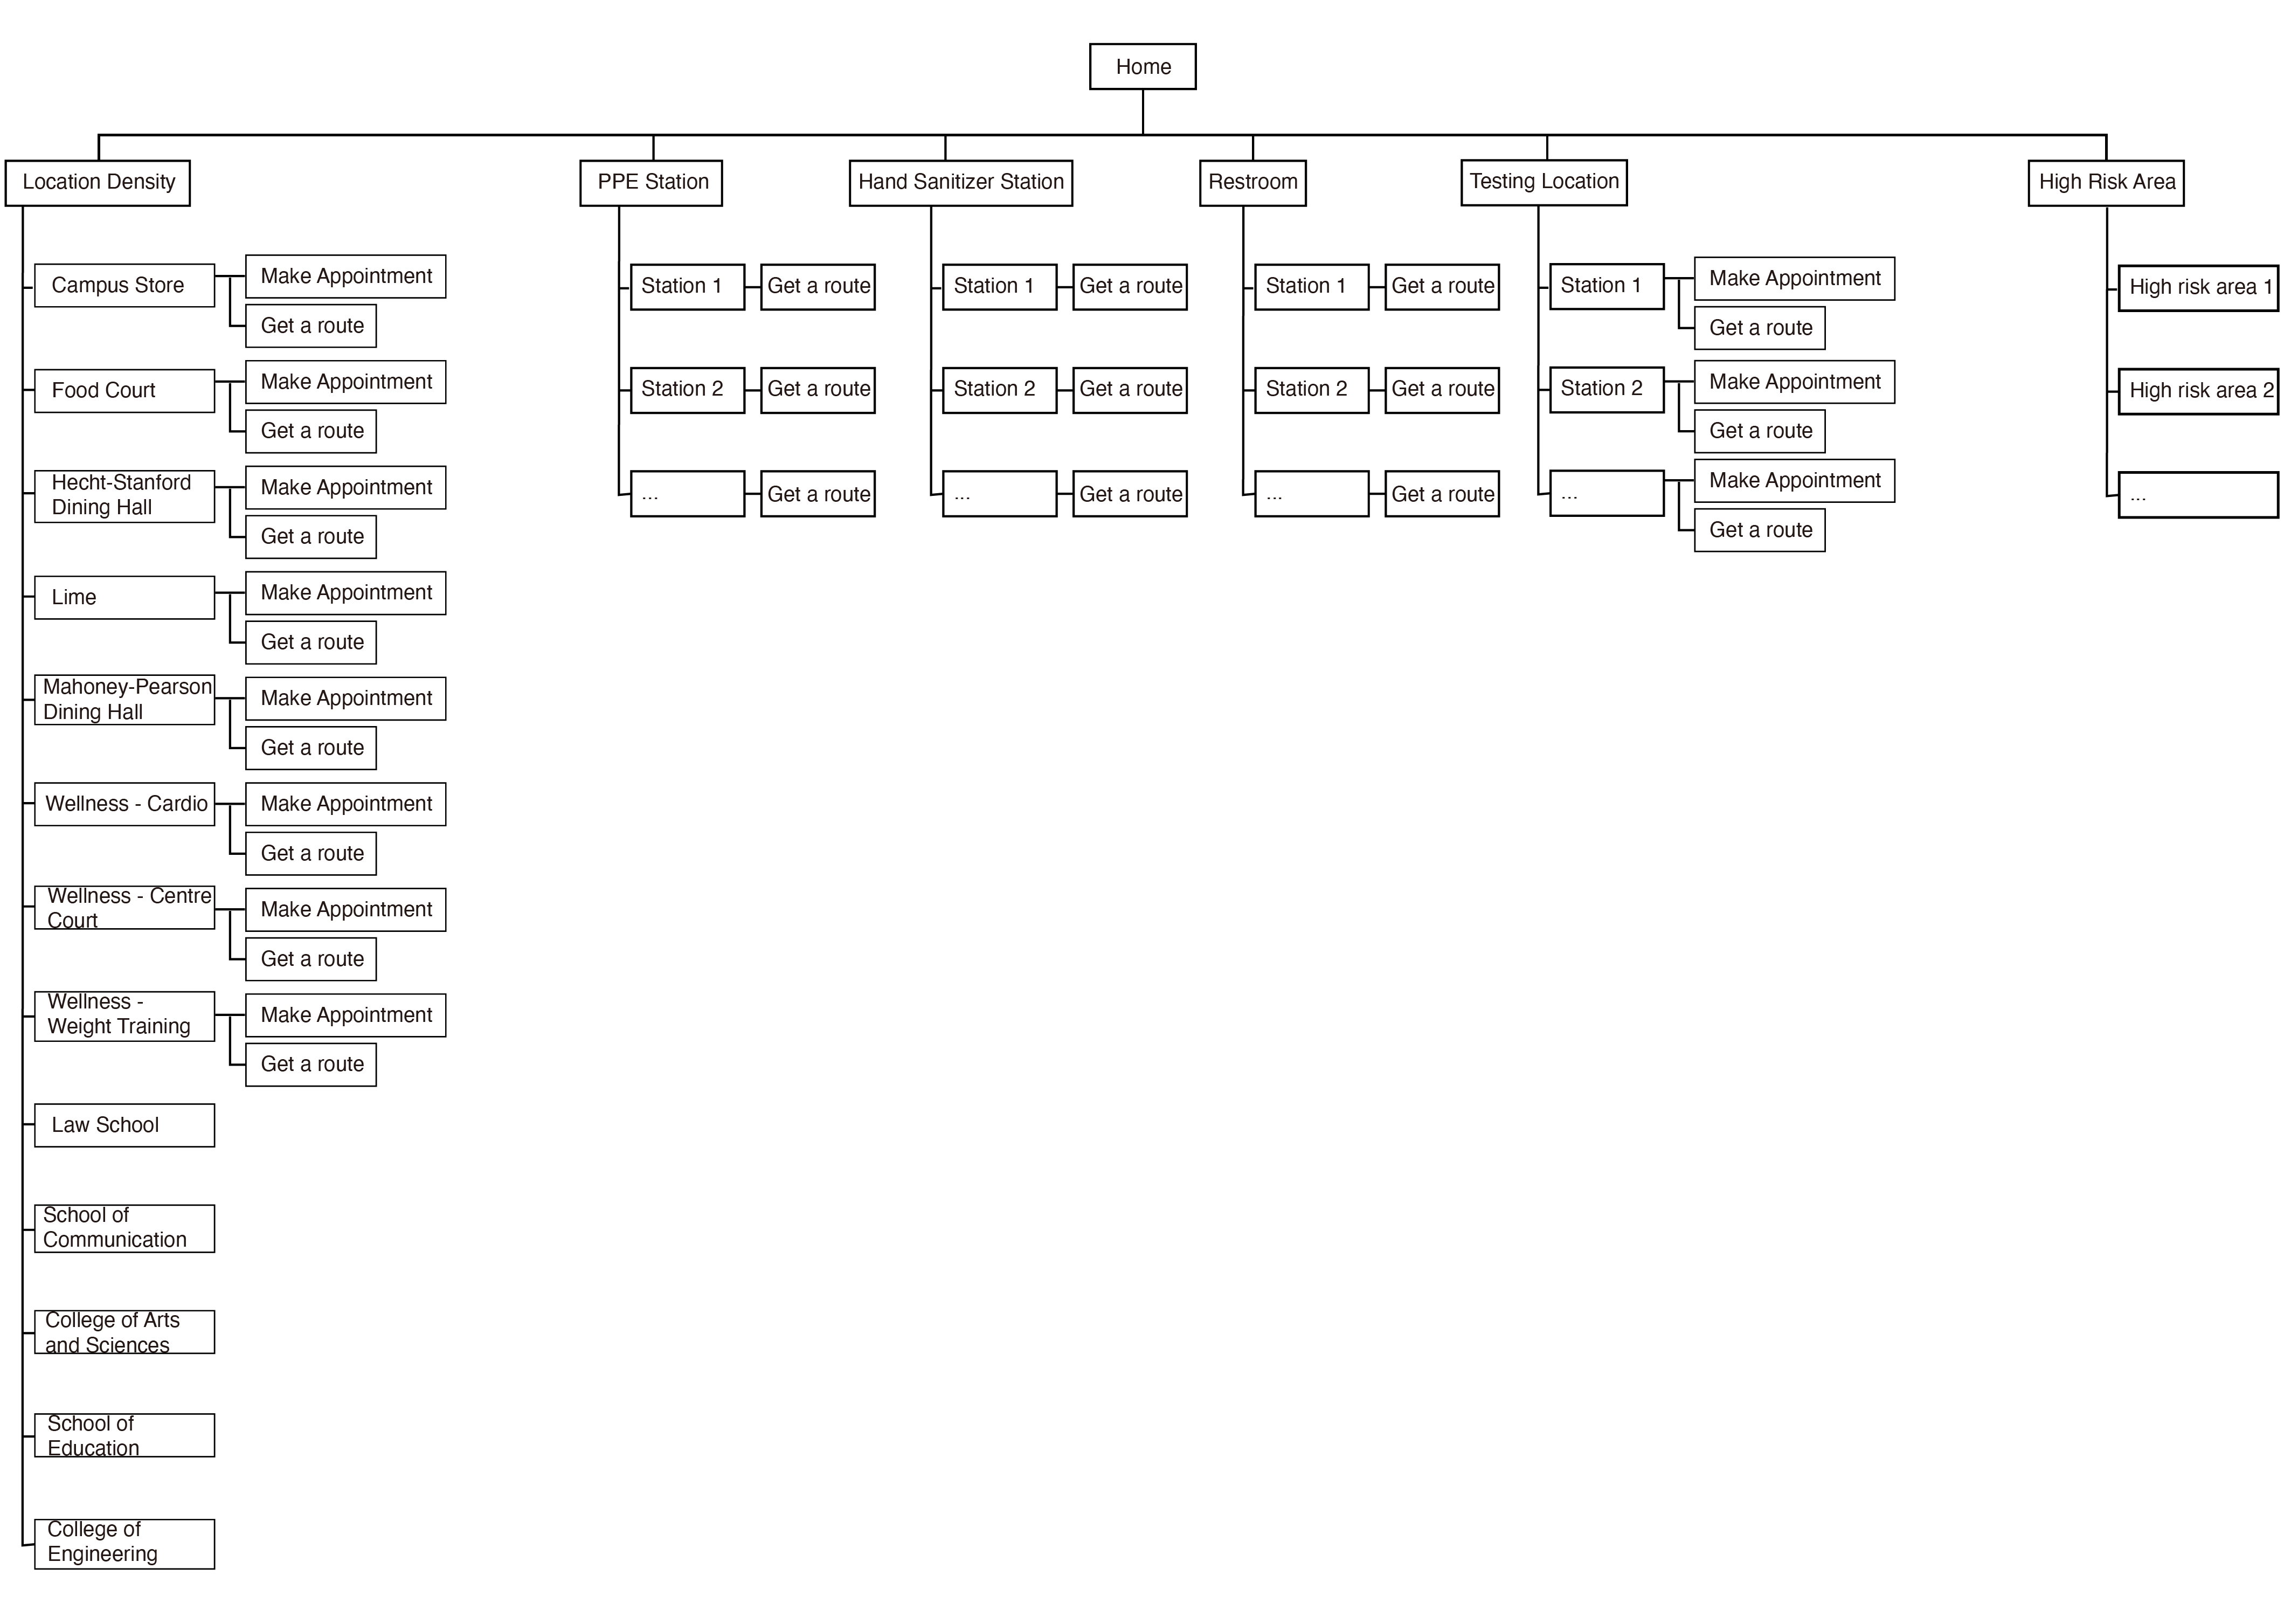 Home
Location Density
PPE Station
Hand Sanitizer Station
Restroom
Testing Location
High Risk Area
Campus Store
Make Appointment
Get a route
Food Court
Make Appointment
Get a route
Hecht-Stanford
Dining Hall
Make Appointment
Get a route
Lime
Make Appointment
Get a route
Mahoney-Pearson
Dining Hall
Make Appointment
Get a route
Wellness - Cardio
Make Appointment
Get a route
Wellness - Centre
Court
Make Appointment
Get a route
Wellness -
Weight Training
Make Appointment
Get a route
Law School
School of
Communication
College of Arts
and Sciences
School of
Education
College of
Engineering
Station 1
Get a route
Station 2
Get a route
...
Get a route
Station 1
Get a route
Station 2
Get a route
...
Get a route
Station 1
Get a route
Station 2
Get a route
...
Get a route
Station 1
Make Appointment
Get a route
Station 2
Make Appointment
Get a route
...
Make Appointment
Get a route
High risk area 1
High risk area 2
...